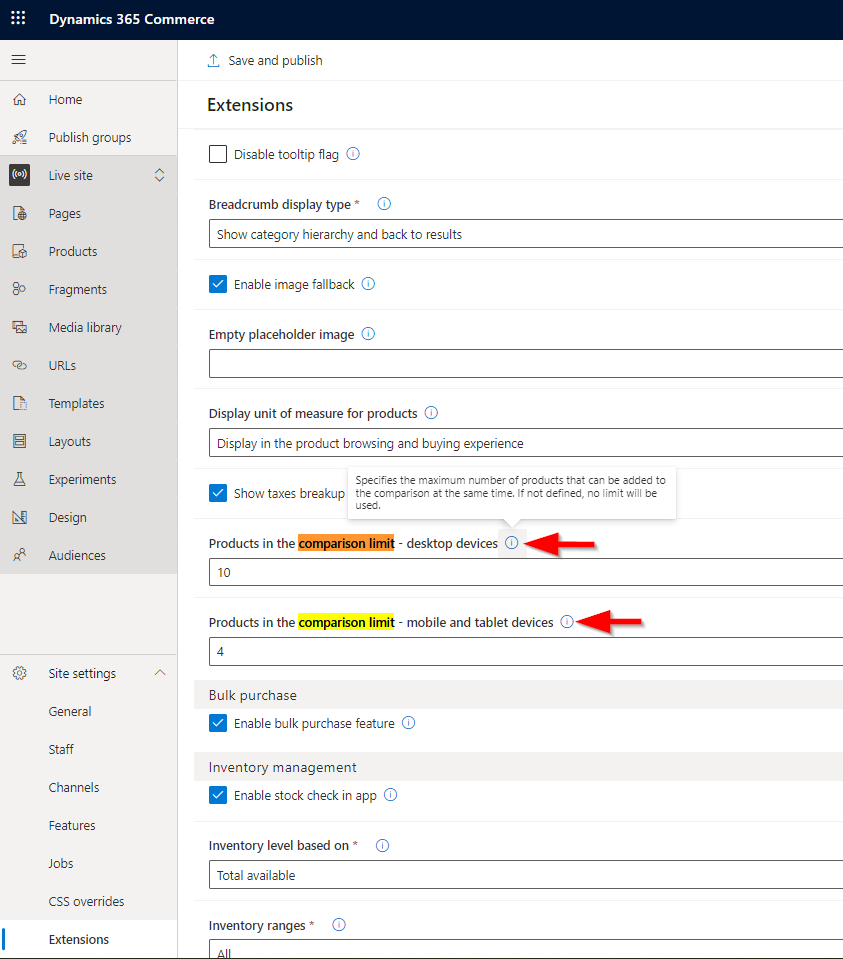 Dynamics 365 Commerce
Save and publish
Home
Publish groups
Live site
Pages
Products
Fragments
Media library
URLs
Templates
Layouts
Experiments
Design
Audiences
Site settings
General
Staff
Channels
Features
Jobs
CSS overrides
Extensions
Extensions
Disable tooltip flag
Breadcrumb display type *
Show category hierarchy and back to results
Enable image fallback
Empty placeholder image
Display unit of measure for products
Display in the product browsing and buying experience
Show taxes breakup
Specifies the maximum number of products that can be added to
the comparison at the same time. If not defined, no limit will be
used.
Products in the comparison limit - desktop devices
10
Products in the comparison limit - mobile and tablet devices
4
Bulk purchase
Enable bulk purchase feature
Inventory management
Enable stock check in app
Inventory level based on *
Total available
Inventory ranges *
All